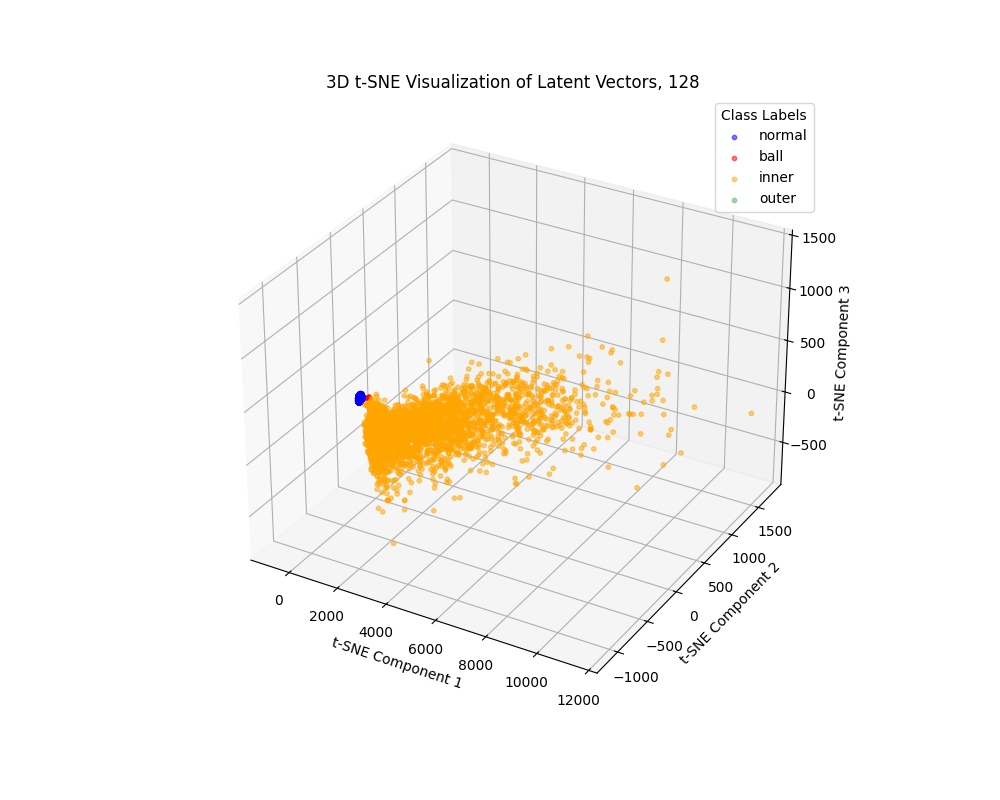 3D t-SNE Visualization of Latent Vectors, 128
Class Labels
normal
ball
inner
outer
1500
1000
500
0
−500
t-SNE Component 3
1500
1000
500
0
−500
−1000
t-SNE Component 2
0
2000
4000
6000
8000
10000
12000
t-SNE Component 1